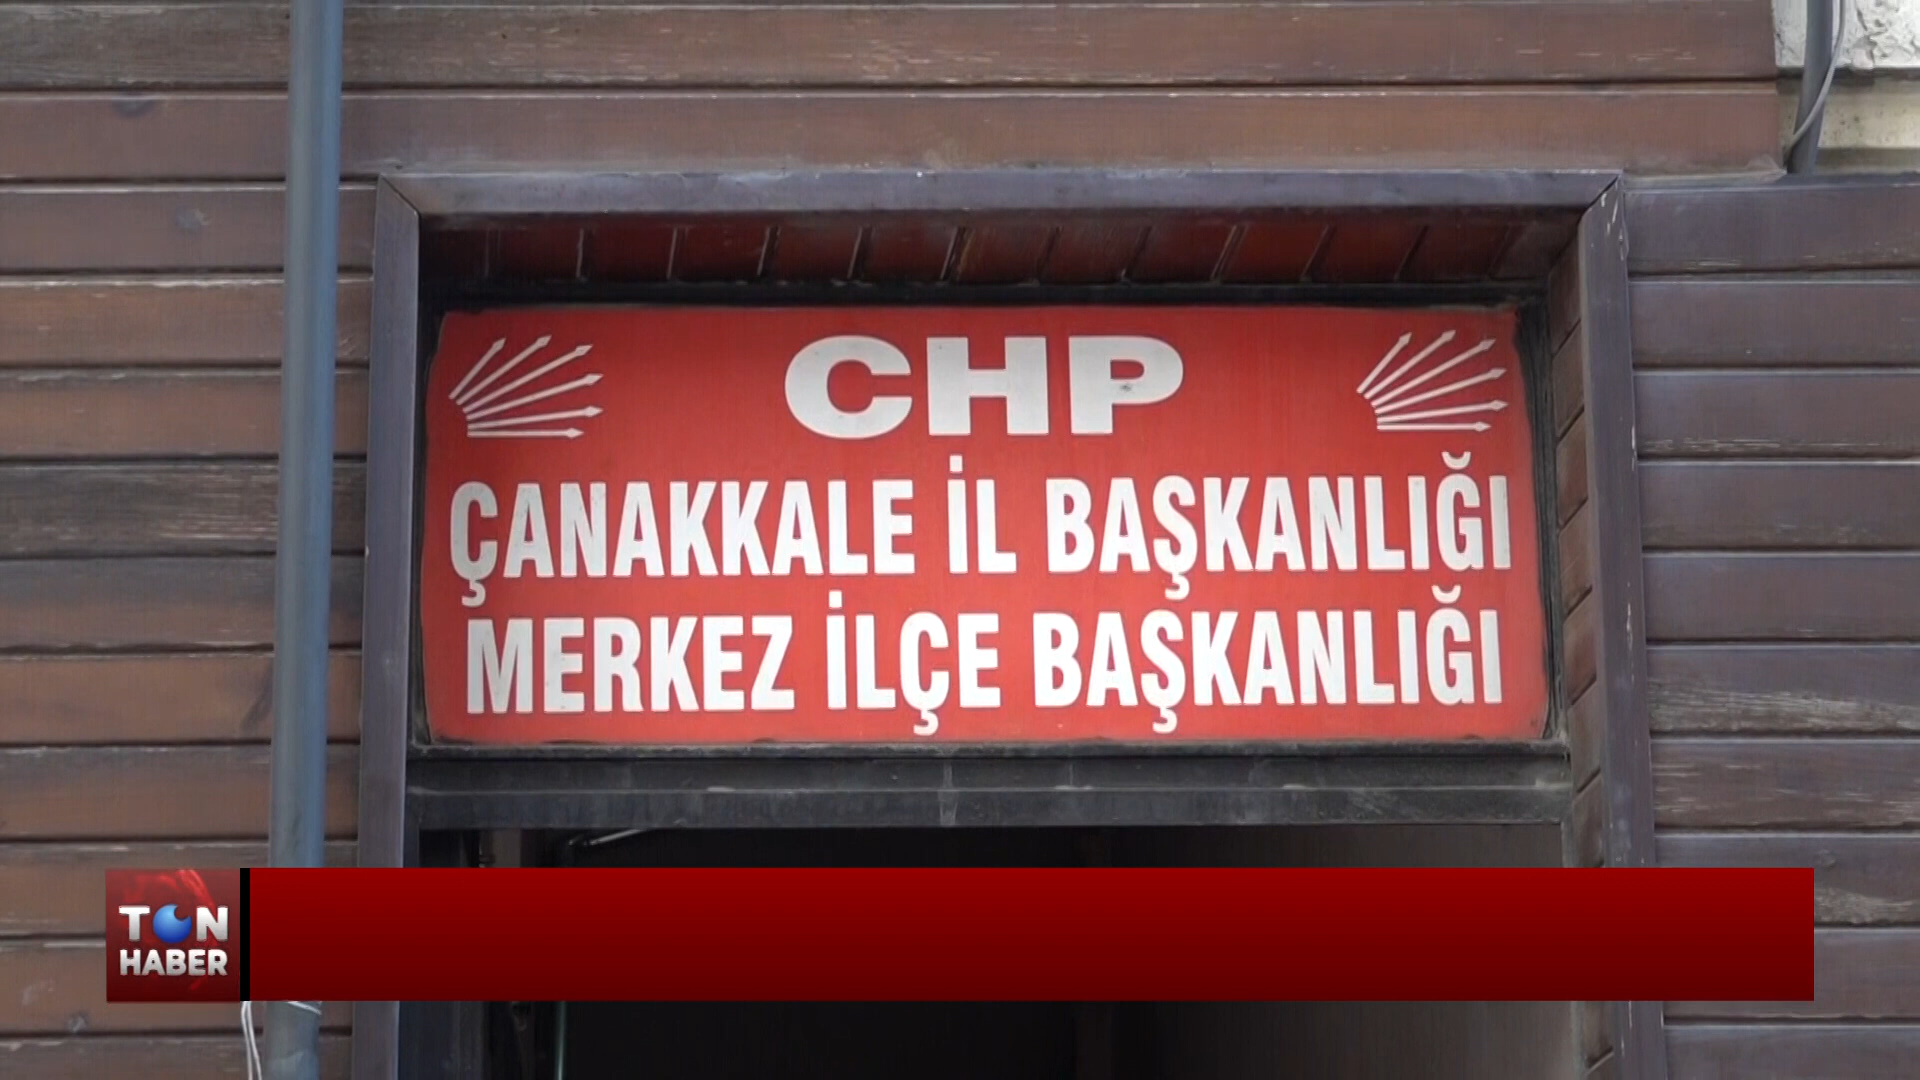 CHP
ÇANAKKALE İL BAŞKANLIĞI
MERKEZ İLÇE BAŞKANLIĞI
TON
HABER